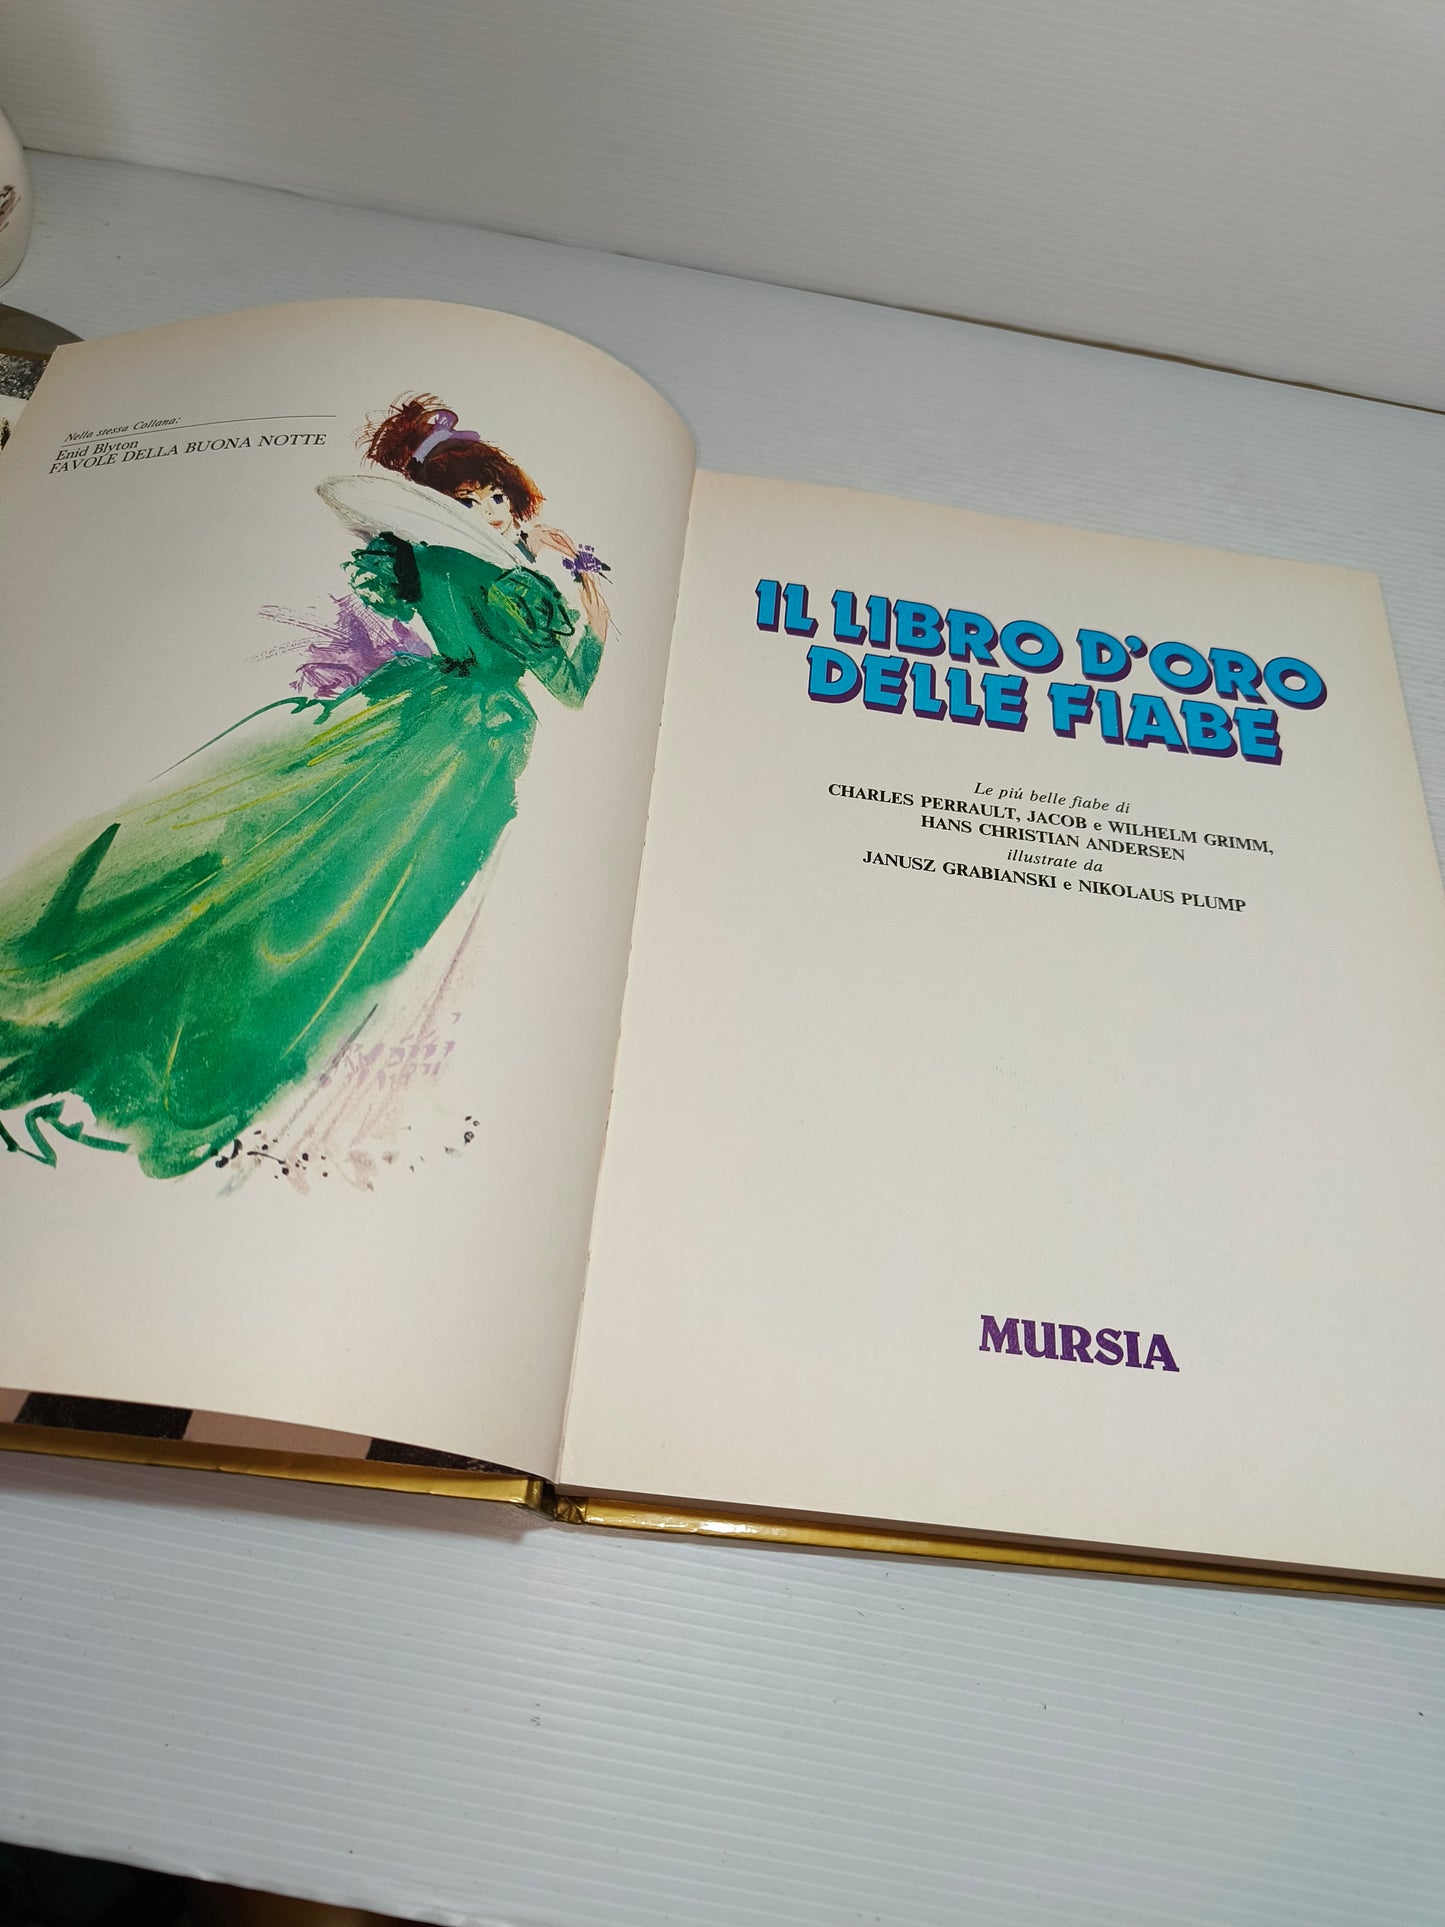 Nella stessa Collana:
Enid Blyton
FAVOLE DELLA BUONA NOTTE
IL LIBRO D'ORO
DELLE FIABE
Le piú belle fiabe di
CHARLES PERRAULT, JACOB e WILHELM GRIMM,
HANS CHRISTIAN ANDERSEN
illustrate da
JANUSZ GRABIANSKI e NIKOLAUS PLUMP
MURSIA